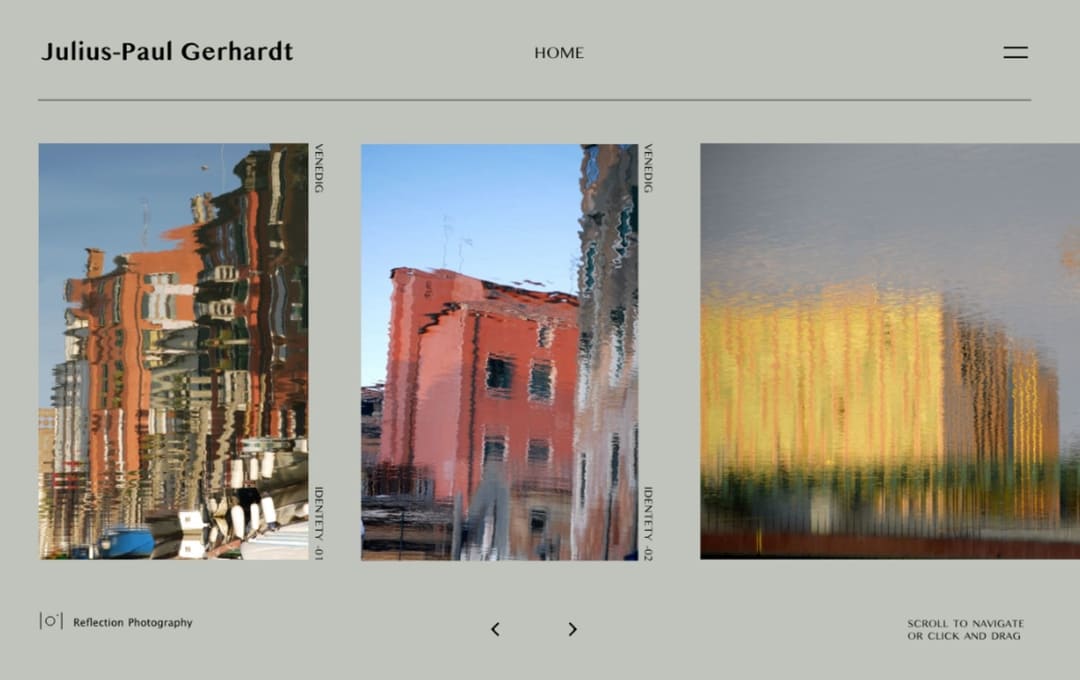 Julius-Paul Gerhardt
HOME
VENEDIG
IDENTETY -01
VENEDIG
IDENTETY -02
Reflection Photography
SCROLL TO NAVIGATE
OR CLICK AND DRAG